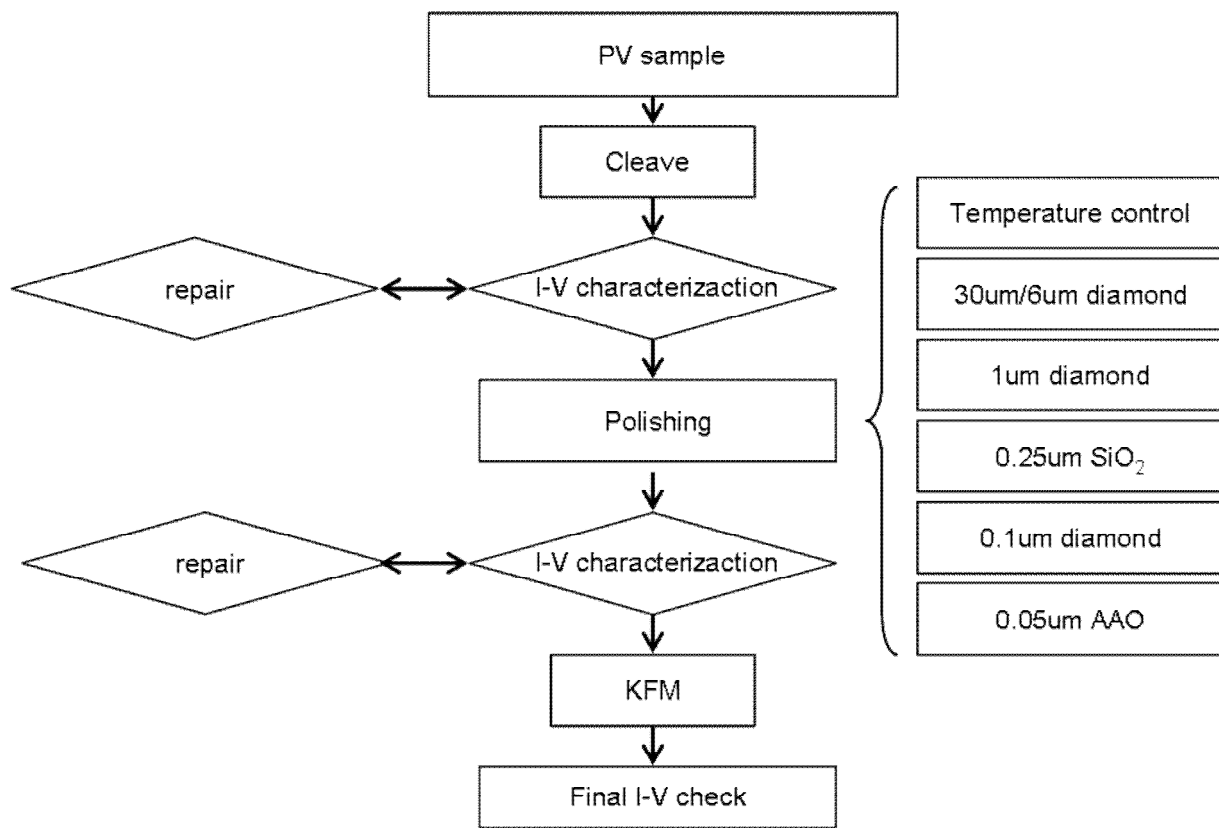 PV sample
Cleave
repair
I-V characterizaction
Polishing
repair
I-V characterizaction
KFM
Final I-V check
Temperature control
30um/6um diamond
1um diamond
0.25um SiO₂
0.1um diamond
0.05um AAO